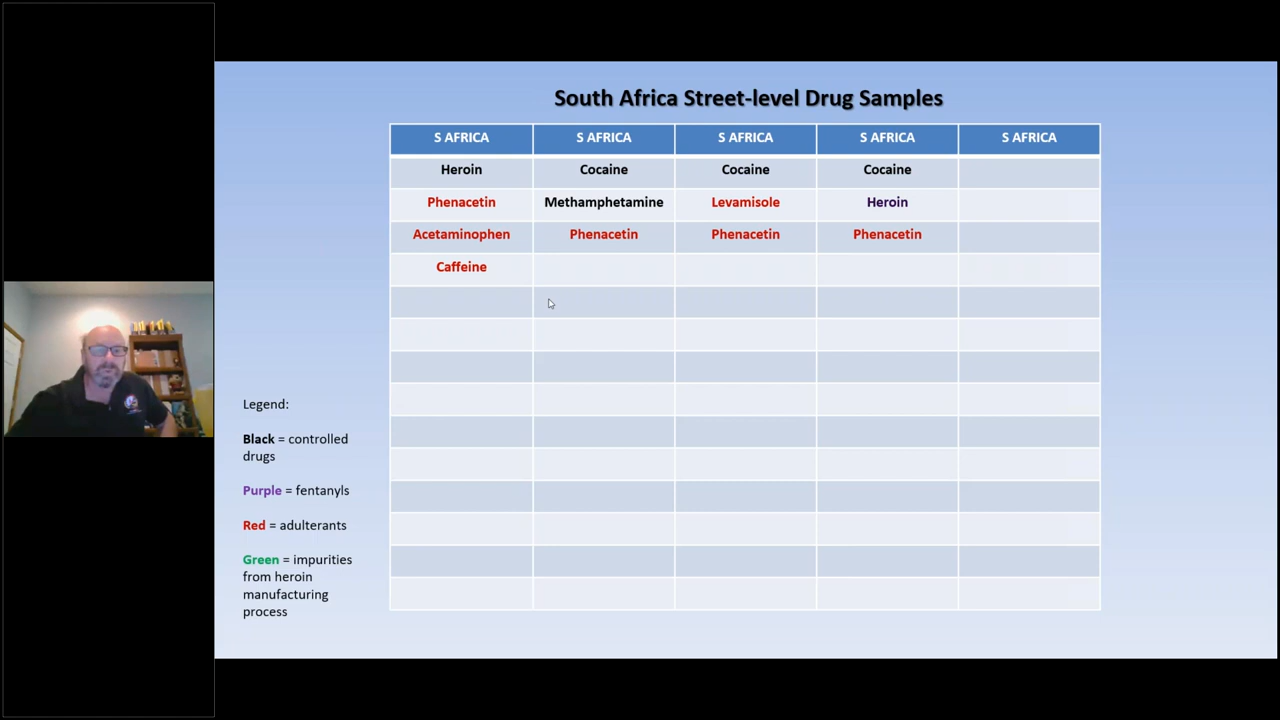 South Africa Street-level Drug Samples
S AFRICA S AFRICA S AFRICA S AFRICA S AFRICA
Heroin Cocaine Cocaine Cocaine
Phenacetin Methamphetamine Levamisole Heroin
Acetaminophen Phenacetin Phenacetin Phenacetin
Caffeine
Legend:
Black = controlled
drugs
Purple = fentanyls
Red = adulterants
Green = impurities
from heroin
manufacturing
process